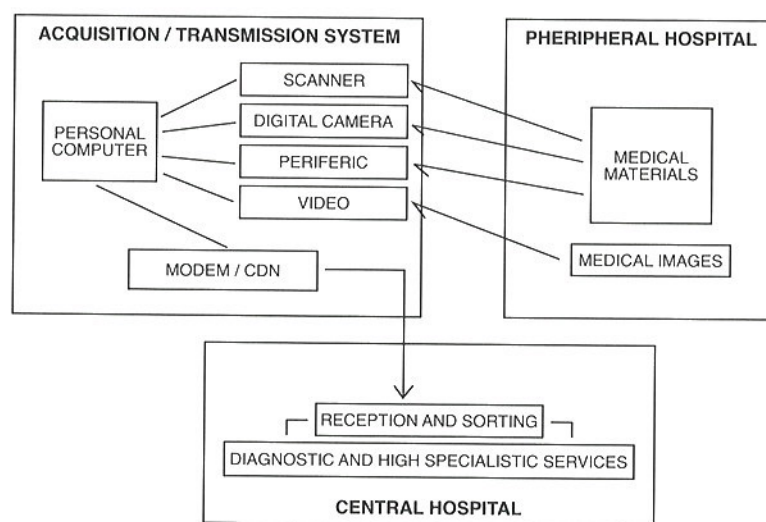 ACQUISITION / TRANSMISSION SYSTEM
SCANNER
DIGITAL CAMERA
PERSONAL
COMPUTER
PERIFERIC
VIDEO
MODEM / CDN
PHERIPHERAL HOSPITAL
MEDICAL
MATERIALS
MEDICAL IMAGES
RECEPTION AND SORTING
DIAGNOSTIC AND HIGH SPECIALISTIC SERVICES
CENTRAL HOSPITAL